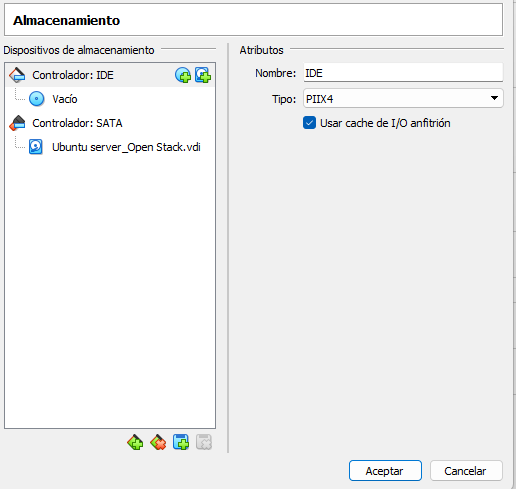 Almacenamiento
Dispositivos de almacenamiento
Controlador: IDE
Vacío
Controlador: SATA
Ubuntu server_Open Stack.vdi
Atributos
Nombre: IDE
Tipo: PIIX4
Usar cache de I/O anfitrión
Aceptar
Cancelar